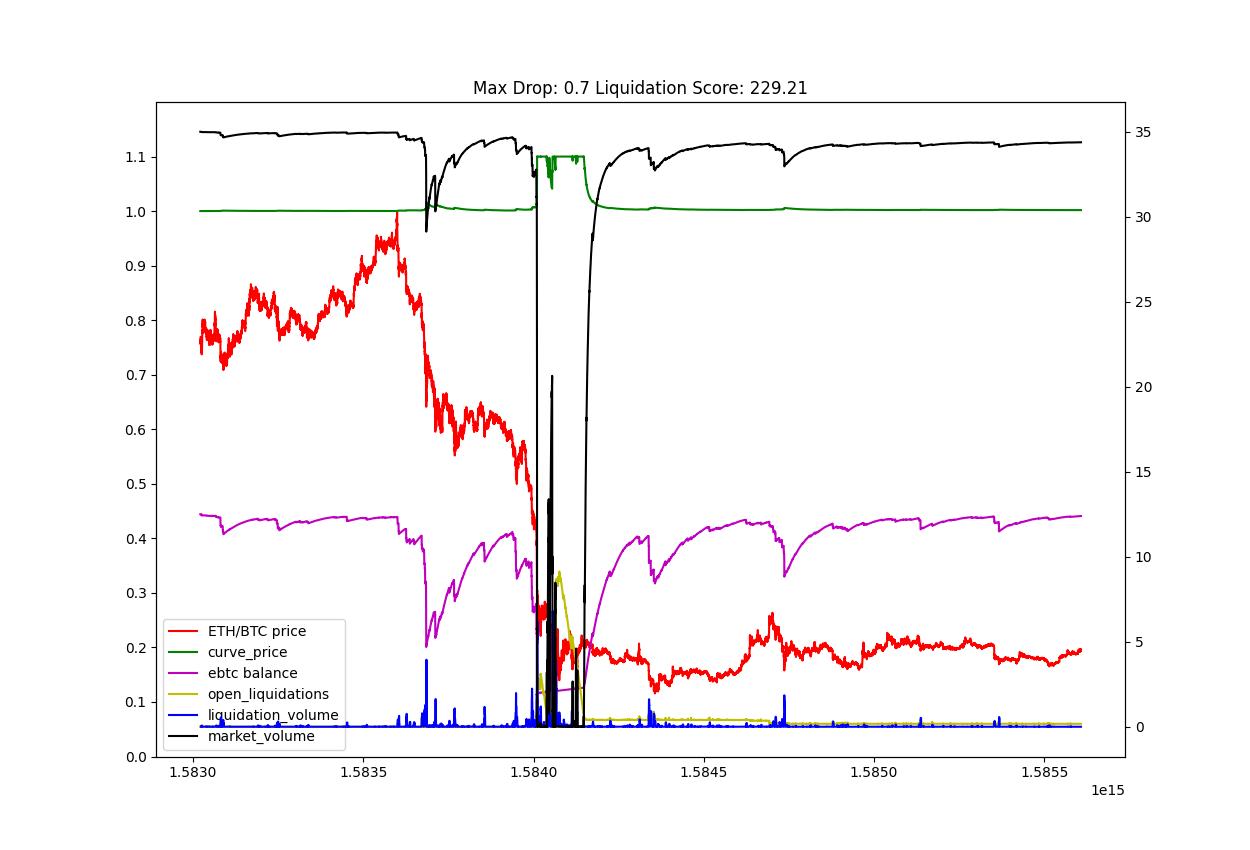 Max Drop: 0.7 Liquidation Score: 229.21
1.1
1.0
0.9
0.8
0.7
0.6
0.5
0.4
0.3
0.2
0.1
0.0
35
30
25
20
15
10
5
0
ETH/BTC price
curve_price
ebtc balance
open_liquidations
liquidation_volume
market_volume
1.5830 1.5835 1.5840 1.5845 1.5850 1.5855
1e15